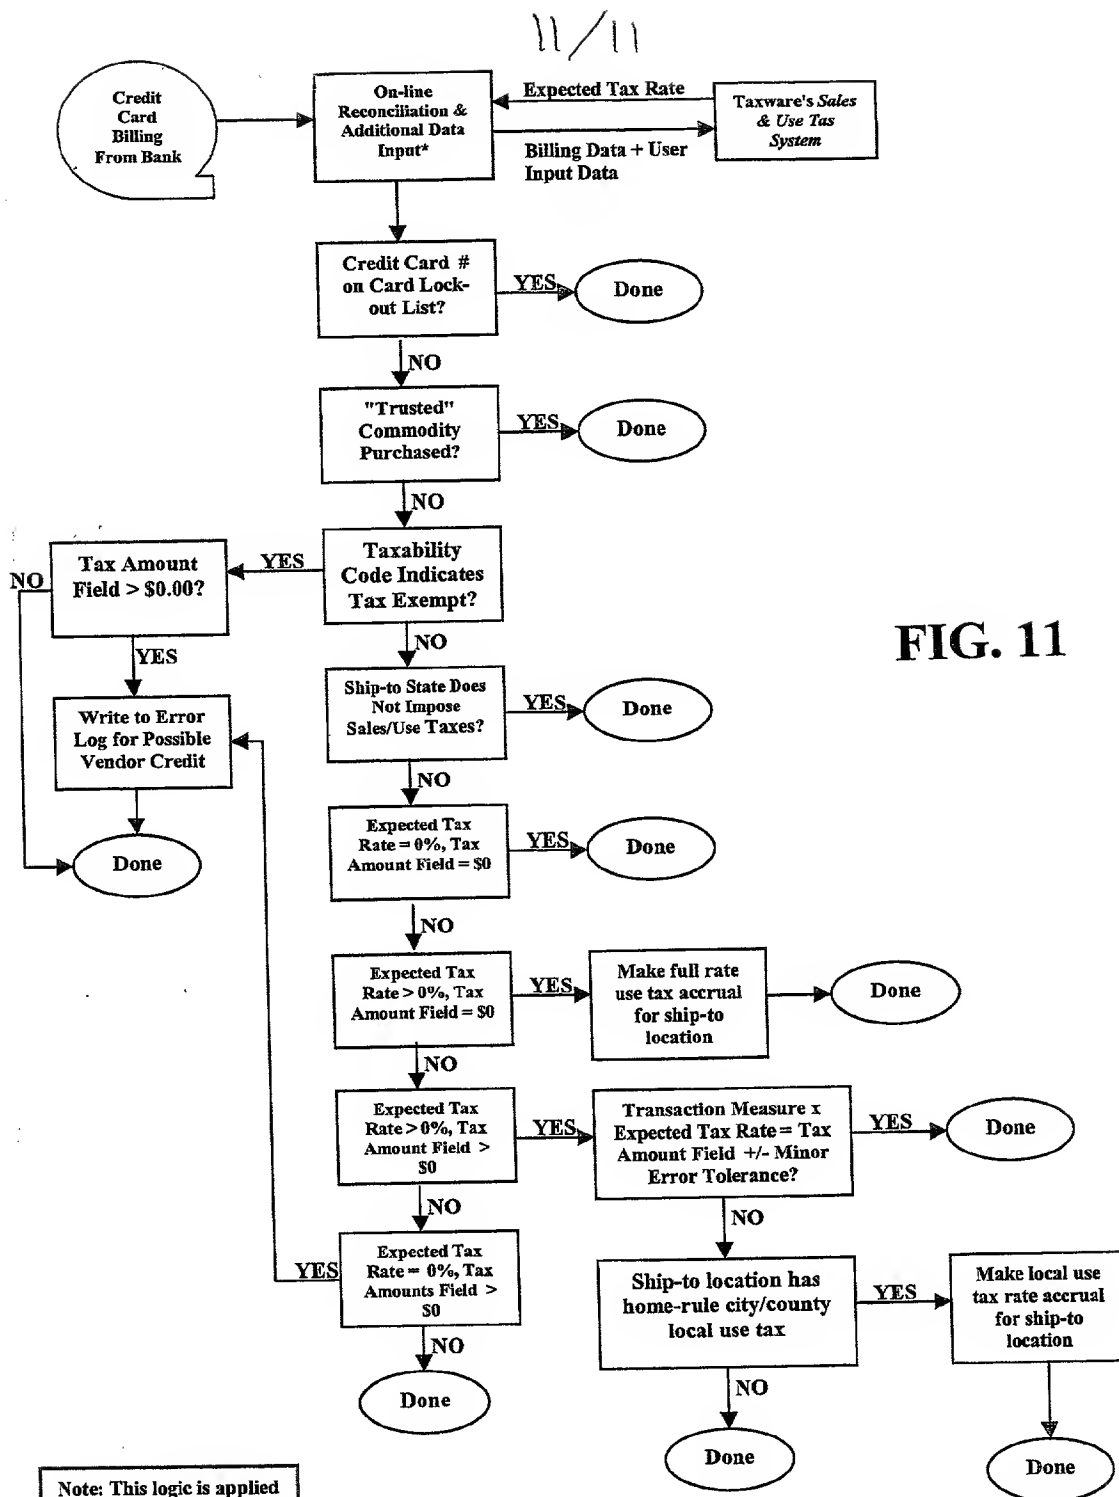 11/11
Credit
Card
Billing
From Bank
On-line
Reconciliation &
Additional Data
Input*
Expected Tax Rate
Billing Data + User
Input Data
Taxware's Sales
& Use Tas
System
Credit Card #
on Card Lock-
out List?
YES
Done
NO
"Trusted"
Commodity
Purchased?
YES
Done
NO
Taxability
Code Indicates
Tax Exempt?
YES
Tax Amount
Field > $0.00?
NO
YES
Write to Error
Log for Possible
Vendor Credit
Done
NO
FIG. 11
Ship-to State Does
Not Impose
Sales/Use Taxes?
YES
Done
NO
Expected Tax
Rate = 0%, Tax
Amount Field = $0
YES
Done
NO
Expected Tax
Rate > 0%, Tax
Amount Field = $0
YES
Make full rate
use tax accrual
for ship-to
location
Done
NO
Expected Tax
Rate > 0%, Tax
Amount Field >
$0
YES
Transaction Measure x
Expected Tax Rate = Tax
Amount Field +/- Minor
Error Tolerance?
YES
Done
NO
NO
Expected Tax
Rate = 0%, Tax
Amounts Field >
$0
YES
NO
Done
Ship-to location has
home-rule city/county
local use tax
YES
Make local use
tax rate accrual
for ship-to
location
NO
Done
Done
Note: This logic is applied